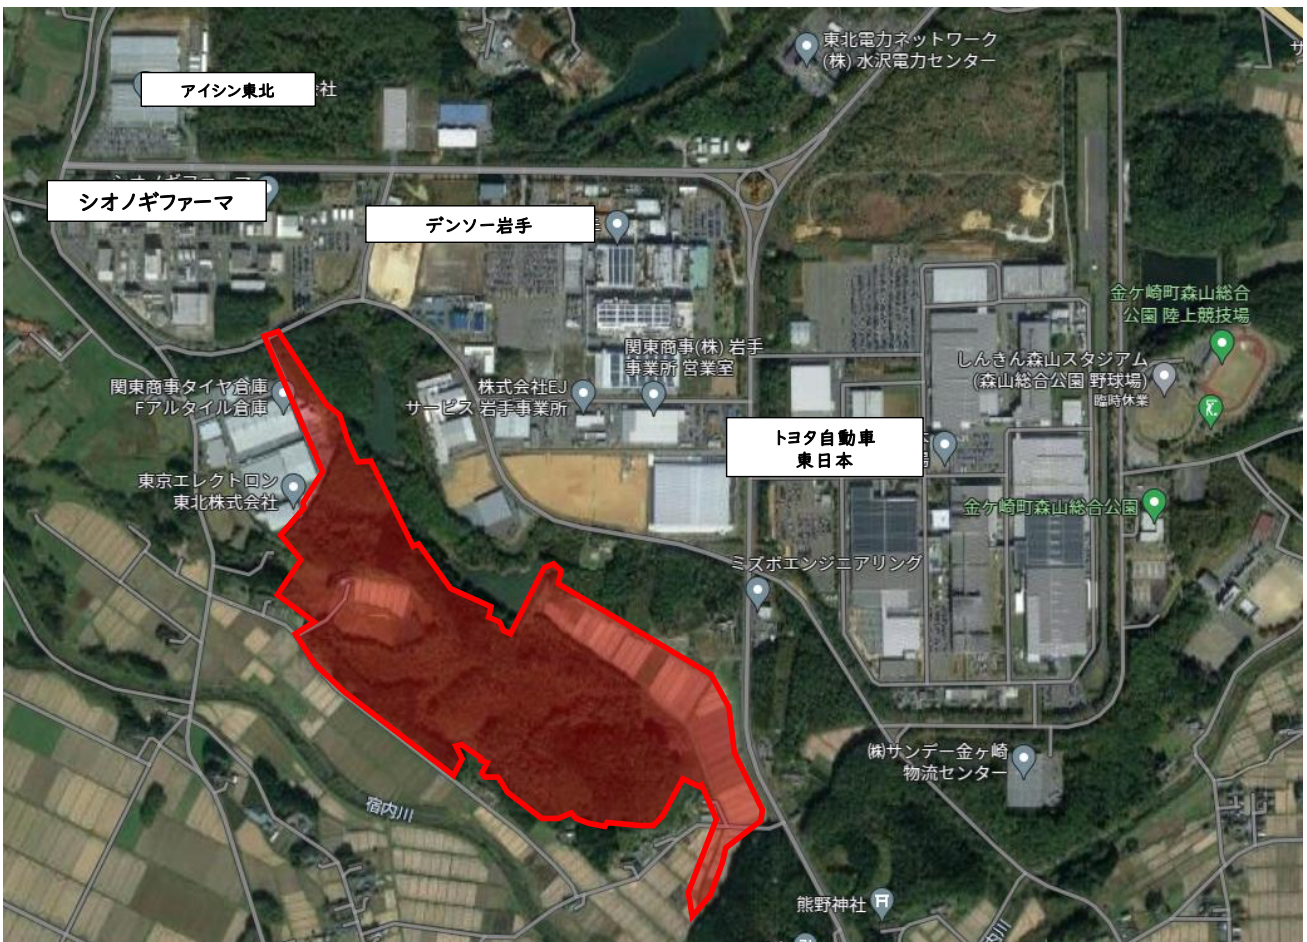 東北電力ネットワーク
(株) 水沢電力センター
アイシン東北
社
シオノギファーマ
デンソー岩手
金ケ崎町森山総合
公園 陸上競技場
しんきん森山スタジアム
(森山総合公園 野球場)
臨時休業
関東商事(株) 岩手
事業所 営業室
株式会社EJ
サービス 岩手事業所
関東商事タイヤ倉庫
Fアルタイル倉庫
トヨタ自動車
東日本
東京エレクトロン
東北株式会社
金ケ崎町森山総合公園
ミズボエンジニアリング
㈱サンデー金ヶ崎
物流センター
宿内川
熊野神社